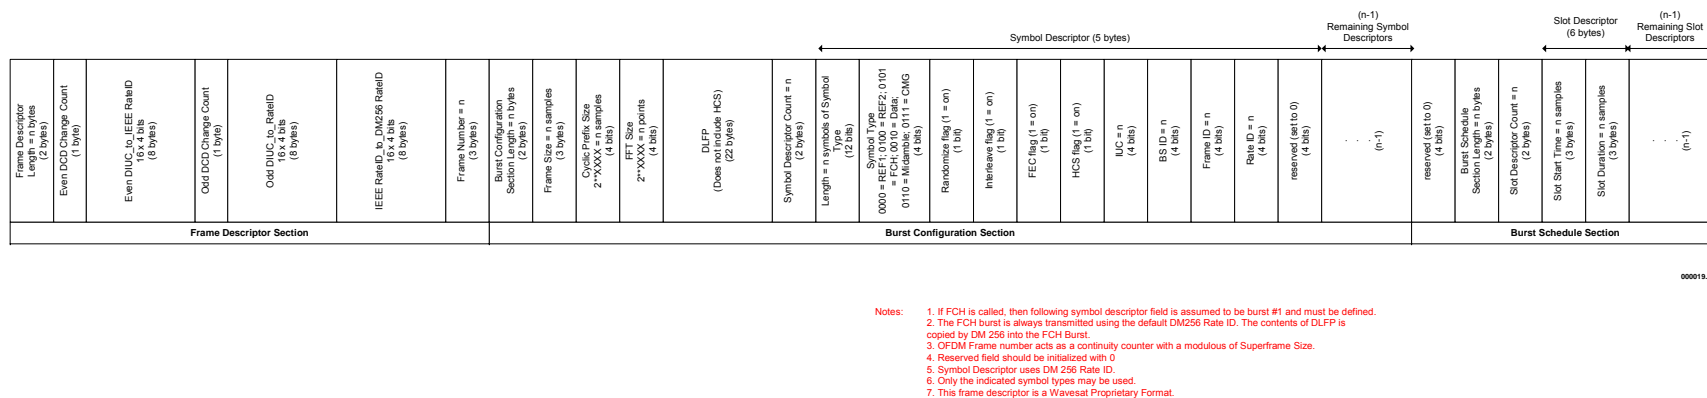 (n-1)
Remaining Symbol
Descriptors
Slot Descriptor
(6 bytes)
(n-1)
Remaining Slot
Descriptors
Symbol Descriptor (5 bytes)
Frame Descriptor
Length = n bytes
(2 bytes)
Even DCD Change Count
(1 byte)
Even DIUC_to_IEEE RateID
16 x 4 bits
(8 bytes)
Odd DCD Change Count
(1 byte)
Odd DIUC_to_RateID
16 x 4 bits
(8 bytes)
IEEE RateID_to_DM256 RateID
16 x 4 bits
(8 bytes)
Frame Number = n
(3 bytes)
Burst Configuration
Section Length = n bytes
(2 bytes)
Frame Size = n samples
(3 bytes)
Cyclic Prefix Size
2**XXXX = n samples
(4 bits)
FFT Size
2**XXXX = n points
(4 bits)
DLFP
(Does not include HCS)
(22 bytes)
Symbol Descriptor Count = n
(2 bytes)
Length = n symbols of Symbol
Type
(12 bits)
Symbol Type
0000 = REF1; 0100 = REF2; 0101
= FCH; 0010 = Data;
0110 = Midamble; 0111 = CMG
(4 bits)
Randomize flag (1 = on)
(1 bit)
Interleave flag (1 = on)
(1 bit)
FEC flag (1 = on)
(1 bit)
HCS flag (1 = on)
(1 bit)
IUC = n
(4 bits)
BS ID = n
(4 bits)
Frame ID = n
(4 bits)
Rate ID = n
(4 bits)
reserved (set to 0)
(4 bits)
. . .
(n-1)
reserved (set to 0)
(4 bits)
Burst Schedule
Section Length = n
(2 bytes)
Slot Descriptor Count = n
(2 bytes)
Slot Start Time = n samples
(3 bytes)
Slot Duration = n samples
(3 bytes)
. . .
(n-1)
Frame Descriptor Section
Burst Configuration Section
Burst Schedule Section
000019.
Notes:
1. If FCH is called, then following symbol descriptor field is assumed to be burst #1 and must be defined.
2. The FCH burst is always transmitted using the default DM256 Rate ID. The contents of DLFP is
copied by DM 256 into the FCH Burst.
3. OFDM Frame number acts as a continuity counter with a modulous of Superframe Size.
4. Reserved field should be initialized with 0
5. Symbol Descriptor uses DM 256 Rate ID.
6. Only the indicated symbol types may be used.
7. This frame descriptor is a Wavesat Proprietary Format.